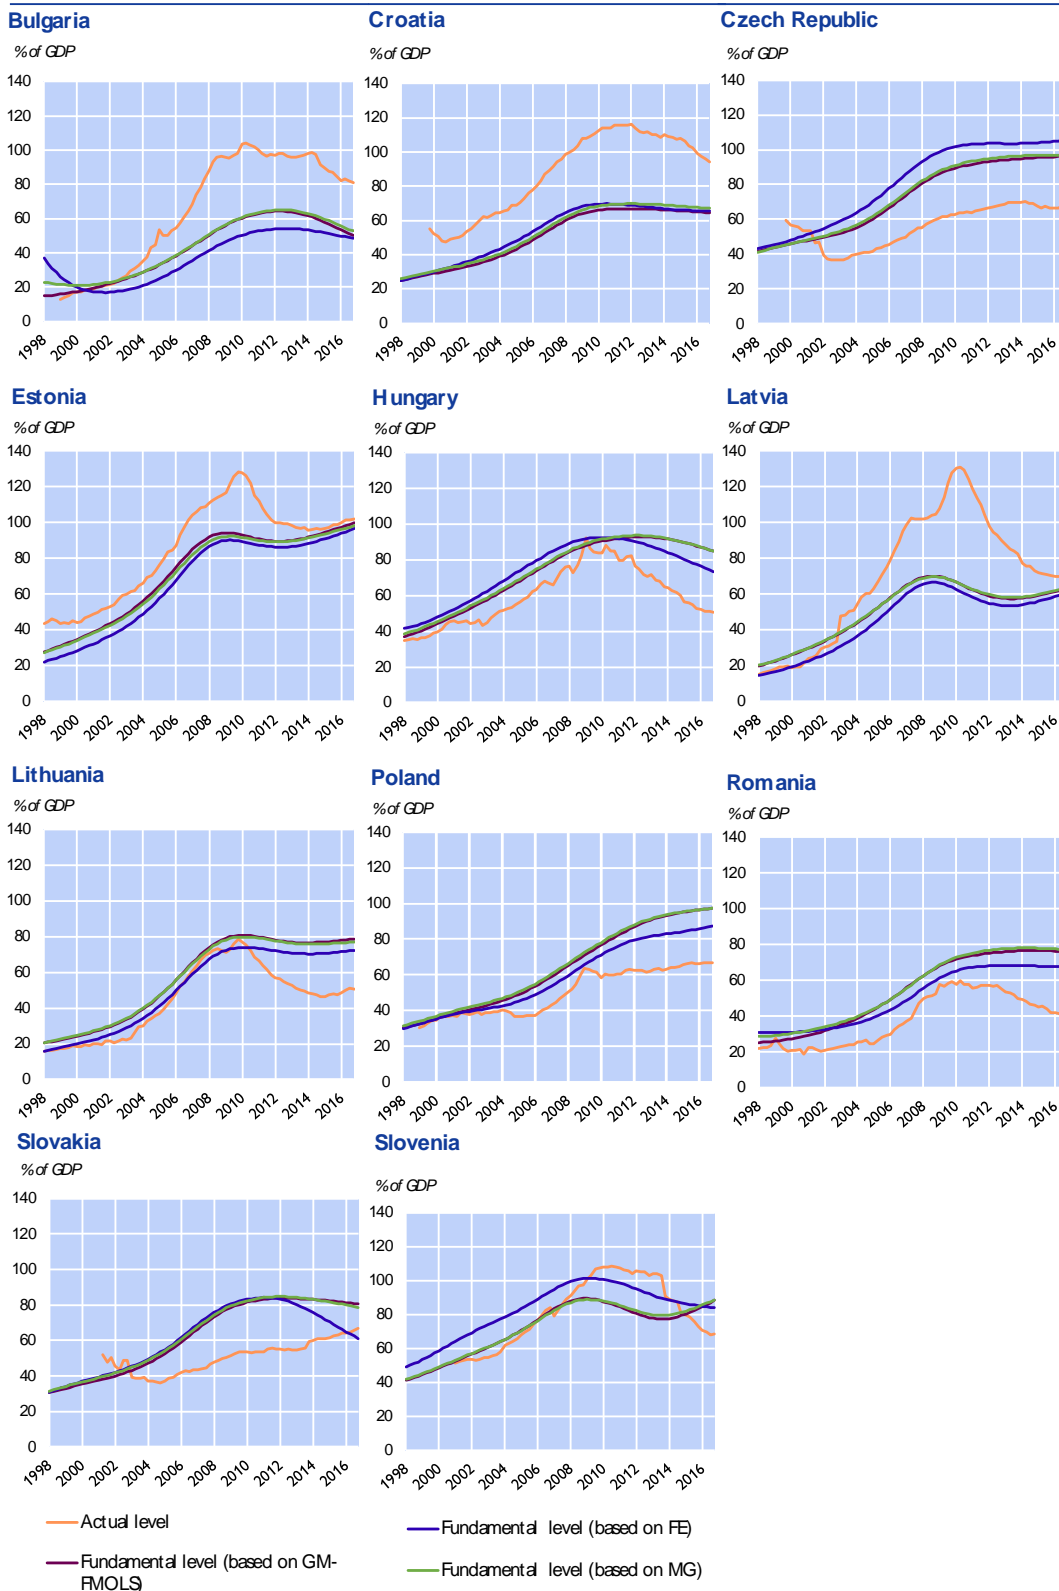 Bulgaria
% of GDP
140
120
100
80
60
40
20
0
1998 2000 2002 2004 2006 2008 2010 2012 2014 2016
Croatia
% of GDP
140
120
100
80
60
40
20
0
1998 2000 2002 2004 2006 2008 2010 2012 2014 2016
Czech Republic
% of GDP
140
120
100
80
60
40
20
0
1998 2000 2002 2004 2006 2008 2010 2012 2014 2016
Estonia
% of GDP
140
120
100
80
60
40
20
0
1998 2000 2002 2004 2006 2008 2010 2012 2014 2016
Hungary
% of GDP
140
120
100
80
60
40
20
0
1998 2000 2002 2004 2006 2008 2010 2012 2014 2016
Latvia
% of GDP
140
120
100
80
60
40
20
0
1998 2000 2002 2004 2006 2008 2010 2012 2014 2016
Lithuania
% of GDP
140
120
100
80
60
40
20
0
1998 2000 2002 2004 2006 2008 2010 2012 2014 2016
Poland
% of GDP
140
120
100
80
60
40
20
0
1998 2000 2002 2004 2006 2008 2010 2012 2014 2016
Romania
% of GDP
140
120
100
80
60
40
20
0
1998 2000 2002 2004 2006 2008 2010 2012 2014 2016
Slovakia
% of GDP
140
120
100
80
60
40
20
0
1998 2000 2002 2004 2006 2008 2010 2012 2014 2016
Slovenia
% of GDP
140
120
100
80
60
40
20
0
1998 2000 2002 2004 2006 2008 2010 2012 2014 2016
Actual level
Fundamental level (based on FE)
Fundamental level (based on GM-
FMOLS)
Fundamental level (based on MG)